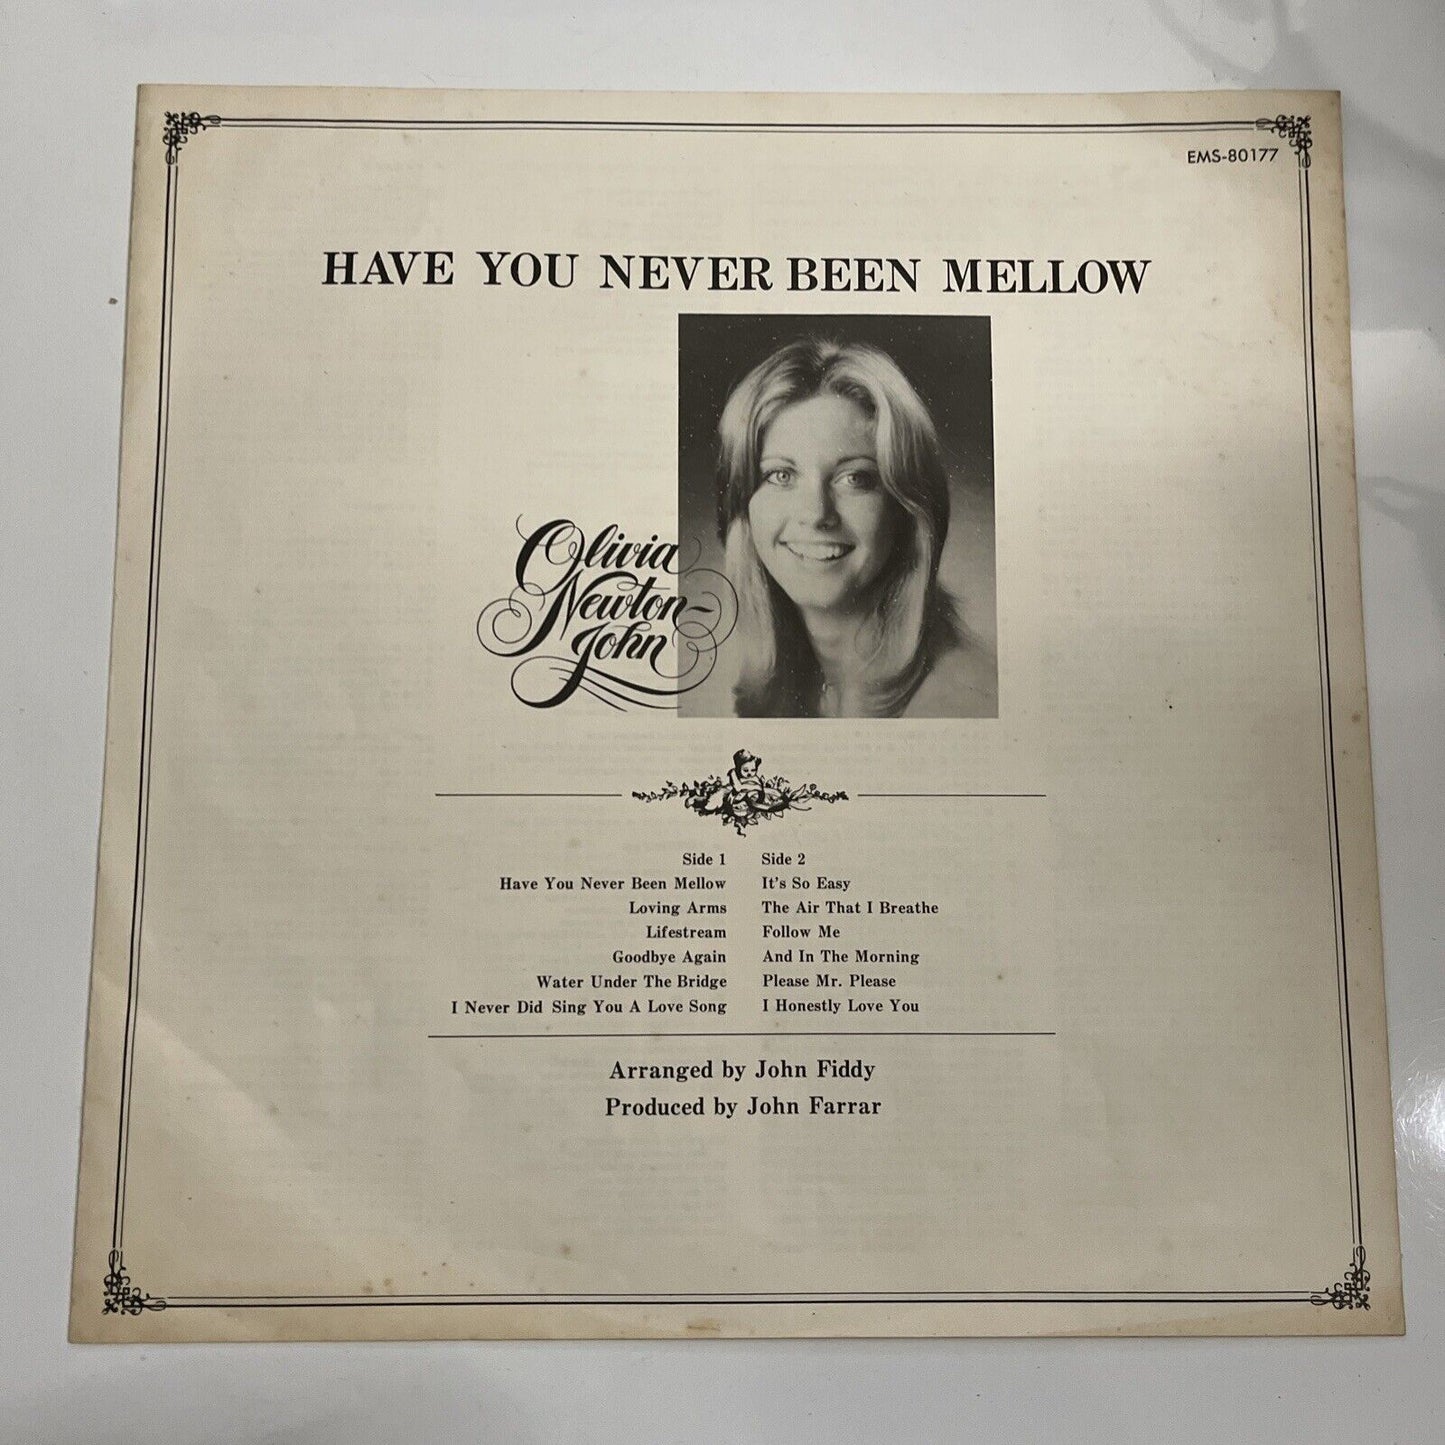 EMS-80177
HAVE YOU NEVER BEEN MELLOW
Olivia
Newton-
John
Side 1
Have You Never Been Mellow
Loving Arms
Lifestream
Goodbye Again
Water Under The Bridge
I Never Did Sing You A Love Song
Side 2
It's So Easy
The Air That I Breathe
Follow Me
And In The Morning
Please Mr. Please
I Honestly Love You
Arranged by John Fiddy
Produced by John Farrar